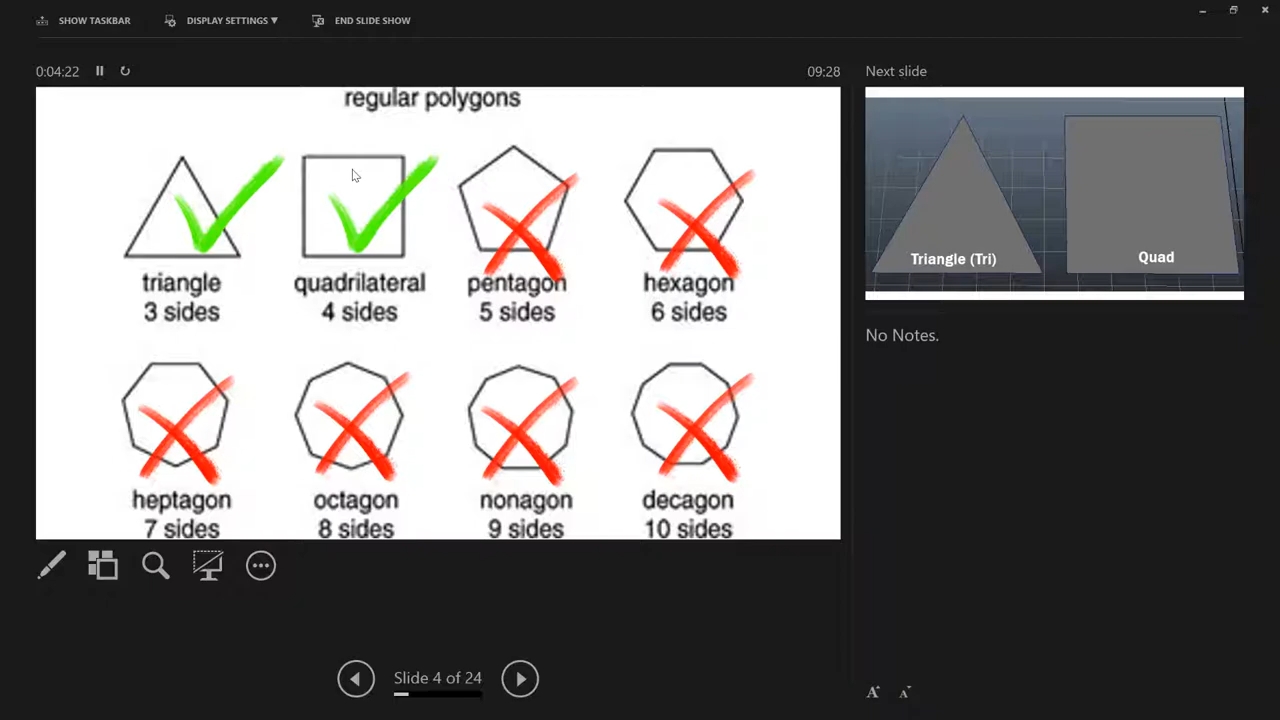 SHOW TASKBAR
DISPLAY SETTINGS ▼
END SLIDE SHOW
0:04:22
09:28
Next slide
regular polygons
triangle
3 sides
quadrilateral
4 sides
pentagon
5 sides
hexagon
6 sides
heptagon
7 sides
octagon
8 sides
nonagon
9 sides
decagon
10 sides
Triangle (Tri)
Quad
No Notes.
Slide 4 of 24
A A